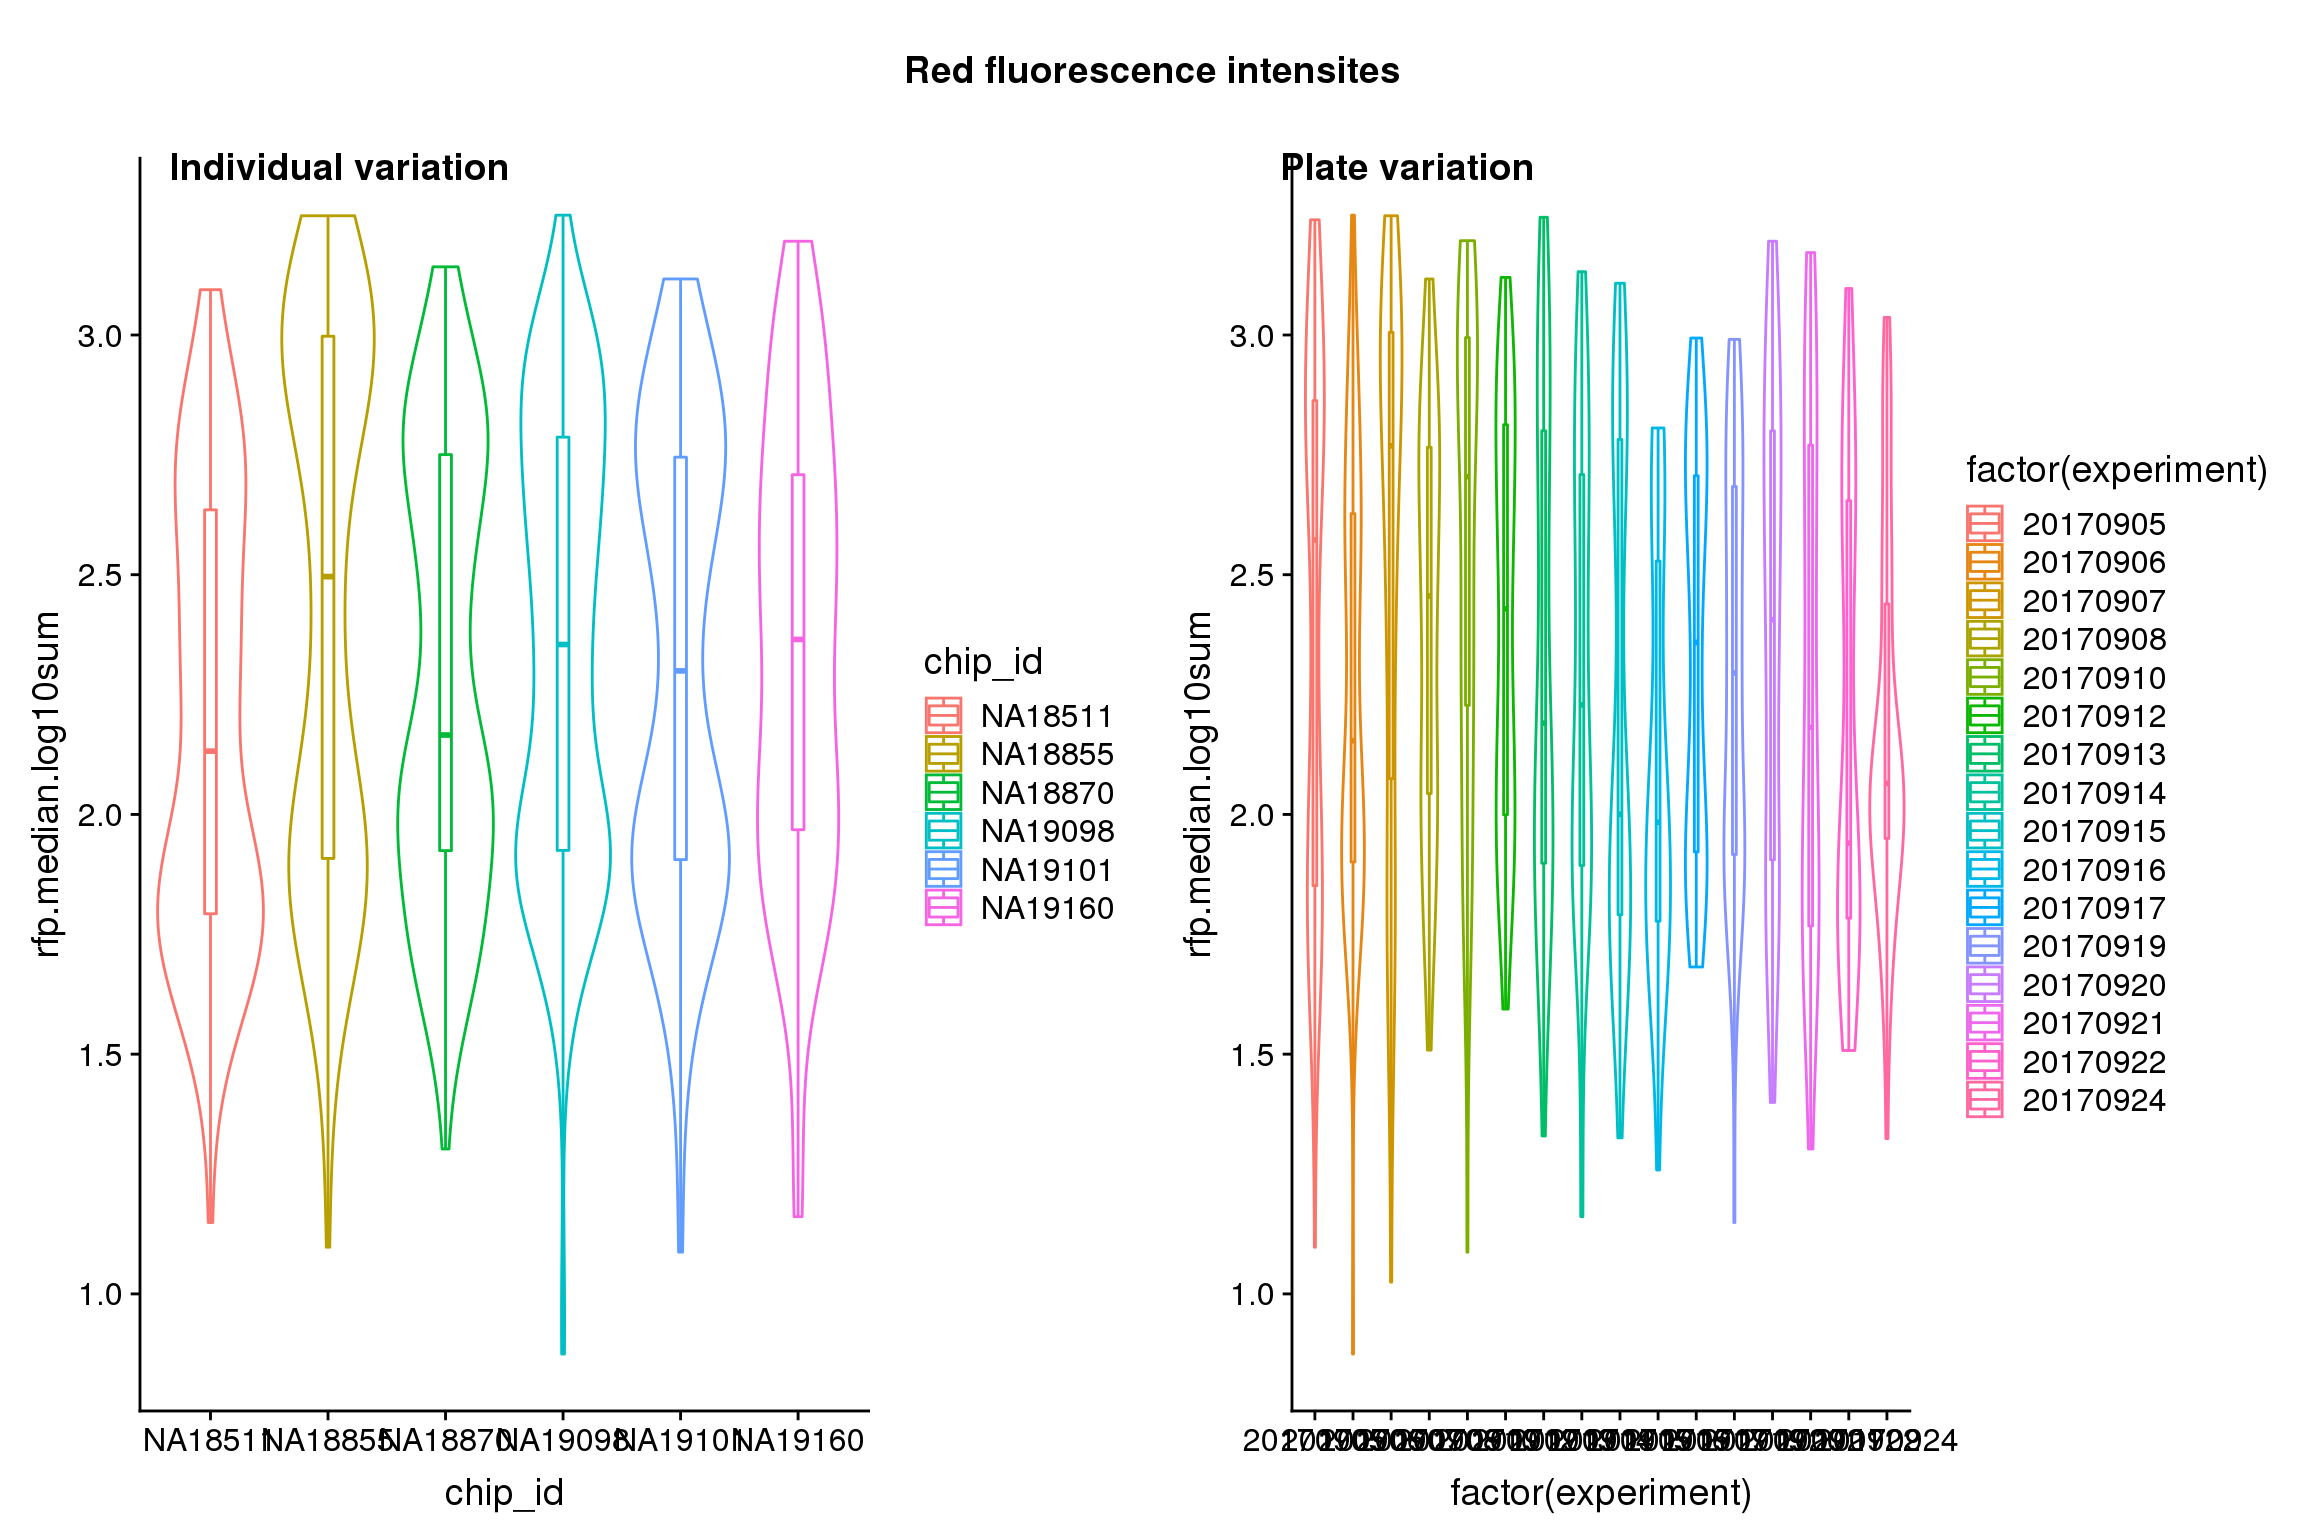 Red fluorescence intensites
Individual variation
rfp.median.log10sum
3.0
2.5
2.0
1.5
1.0
NA18511 NA18855 NA18870 NA19098 NA19101 NA19160
chip_id
chip_id
NA18511
NA18855
NA18870
NA19098
NA19101
NA19160
Plate variation
rfp.median.log10sum
3.0
2.5
2.0
1.5
1.0
factor(experiment)
factor(experiment)
20170905
20170906
20170907
20170908
20170910
20170912
20170913
20170914
20170915
20170916
20170917
20170919
20170920
20170921
20170922
20170924